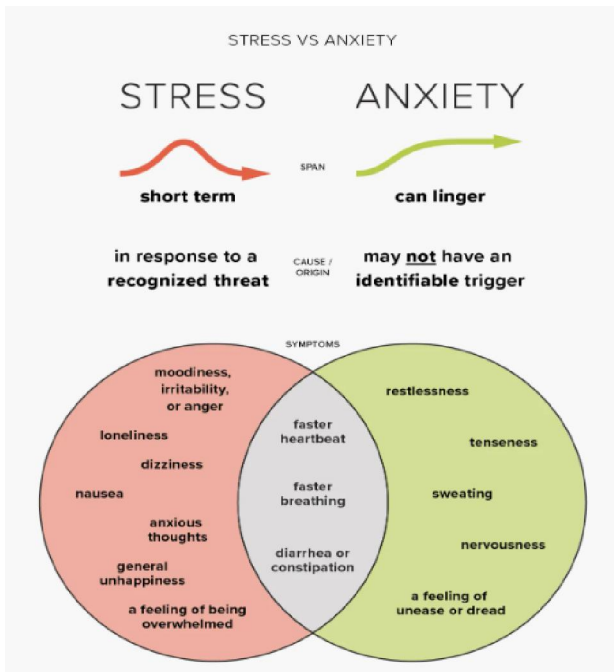 STRESS VS ANXIETY
STRESS
ANXIETY
SPAN
short term
can linger
in response to a
recognized threat
CAUSE /
ORIGIN
may not have an
identifiable trigger
SYMPTOMS
moodiness,
irritability,
or anger
loneliness
dizziness
nausea
anxious
thoughts
general
unhappiness
a feeling of being
overwhelmed
faster
heartbeat
faster
breathing
diarrhea or
constipation
restlessness
tenseness
sweating
nervousness
a feeling of
unease or dread